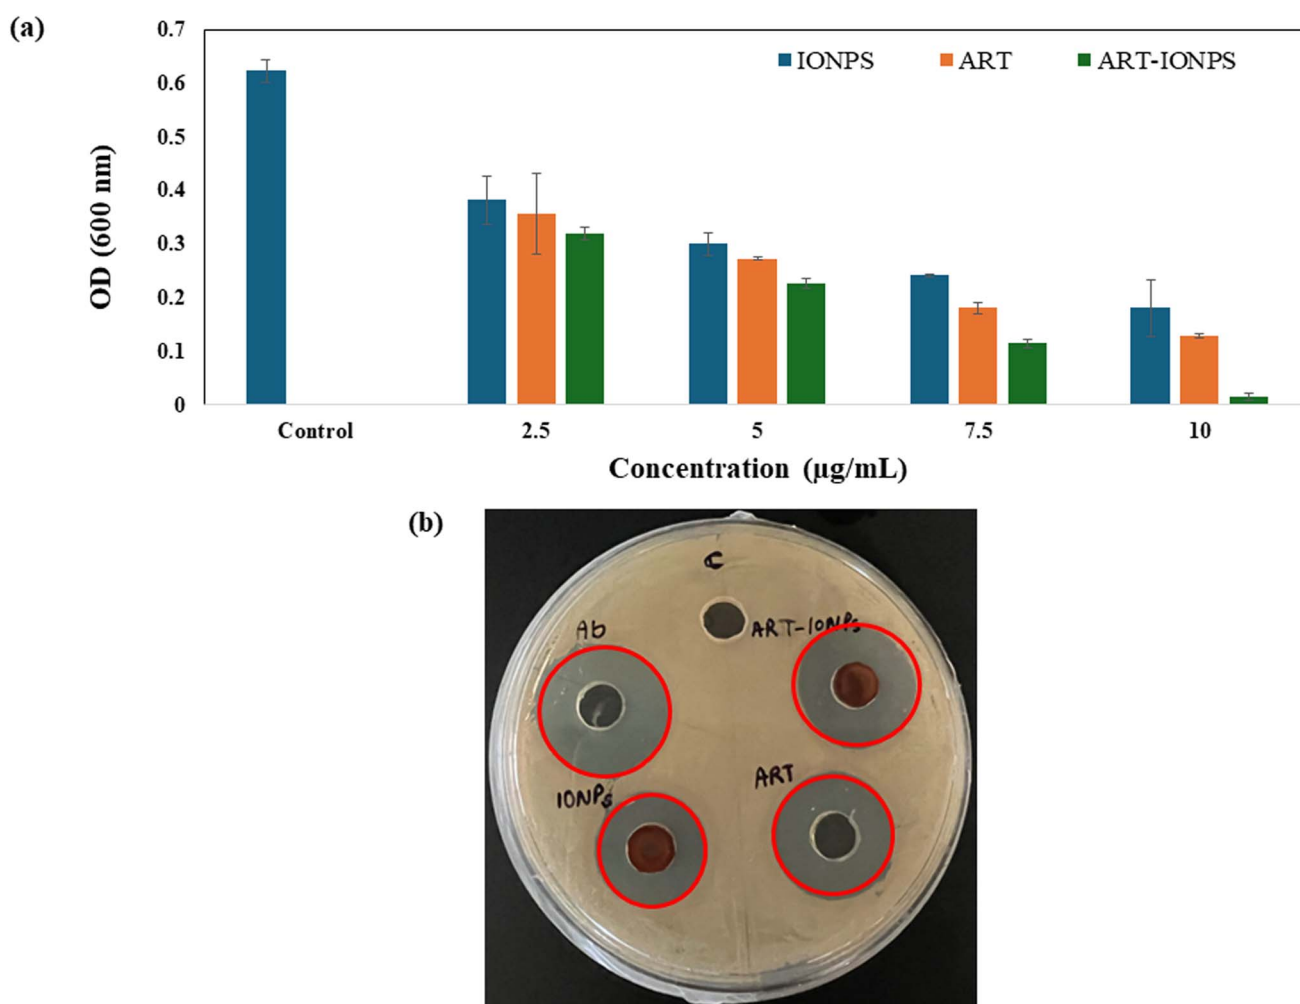 (a)
0.7
0.6
0.5
0.4
0.3
0.2
0.1
0
OD (600 nm)
IONPS ART ART-IONPS
Control 2.5 5 7.5 10
Concentration (µg/mL)
(b)
C
Ab
ART-IONPs
IONPs
ART